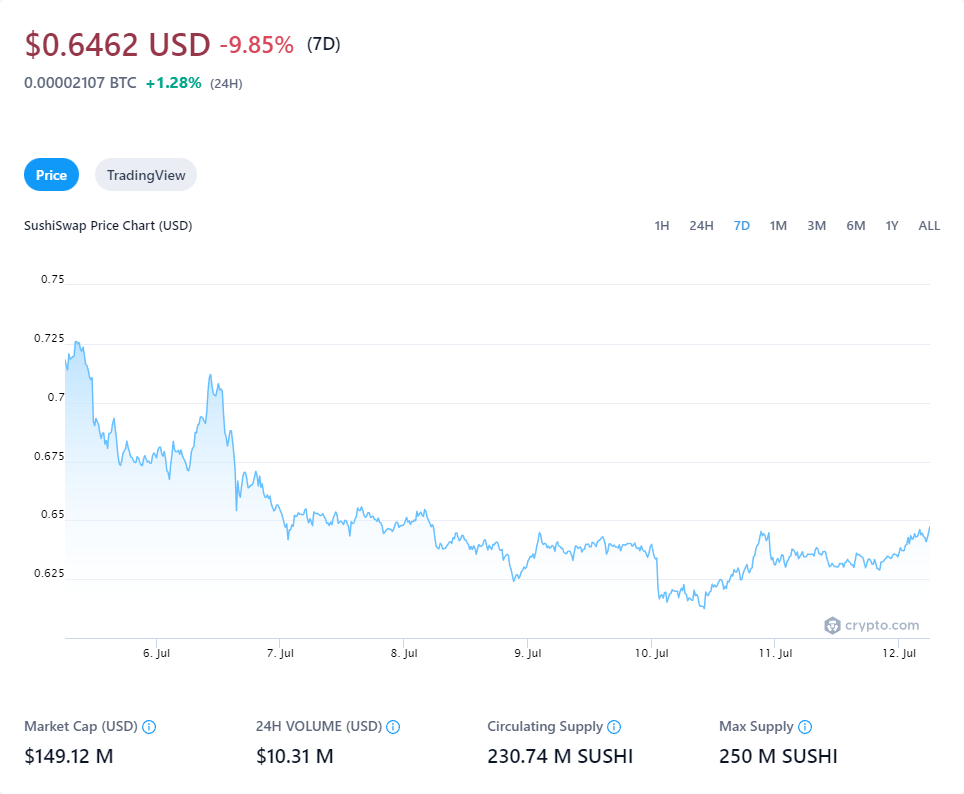 $0.6462 USD -9.85% (7D)
0.00002107 BTC +1.28% (24H)
Price TradingView
SushiSwap Price Chart (USD) 1H 24H 7D 1M 3M 6M 1Y ALL
0.75
0.725
0.7
0.675
0.65
0.625
crypto.com
6. Jul 7. Jul 8. Jul 9. Jul 10. Jul 11. Jul 12. Jul
Market Cap (USD) 24H VOLUME (USD) Circulating Supply Max Supply
$149.12 M $10.31 M 230.74 M SUSHI 250 M SUSHI